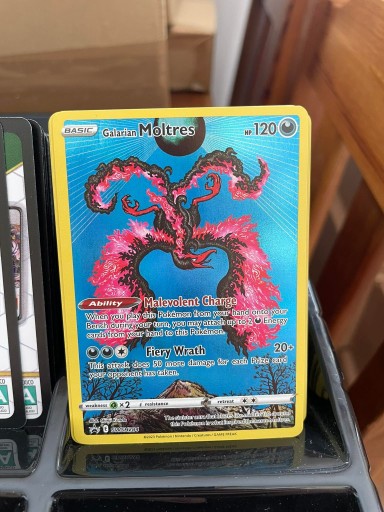 BASIC Galarian Moltres HP 120
Ability Malevolent Charge
When you play this Pokémon from your hand onto your
Bench during your turn, you may attach up to 2 Energy
cards from your hand to this Pokémon.
Fiery Wrath 20+
This attack does 50 more damage for each Prize card
your opponent has taken.
weakness ×2 resistance retreat